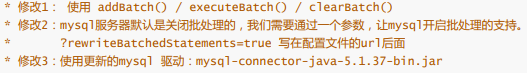 * 修改1： 使用 addBatch() / executeBatch() / clearBatch()
* 修改2：mysql服务器默认是关闭批处理的，我们需要通过一个参数，让mysql开启批处理的支持。
* ?rewriteBatchedStatements=true 写在配置文件的url后面
* 修改3：使用更新的mysql 驱动：mysql-connector-java-5.1.37-bin.jar